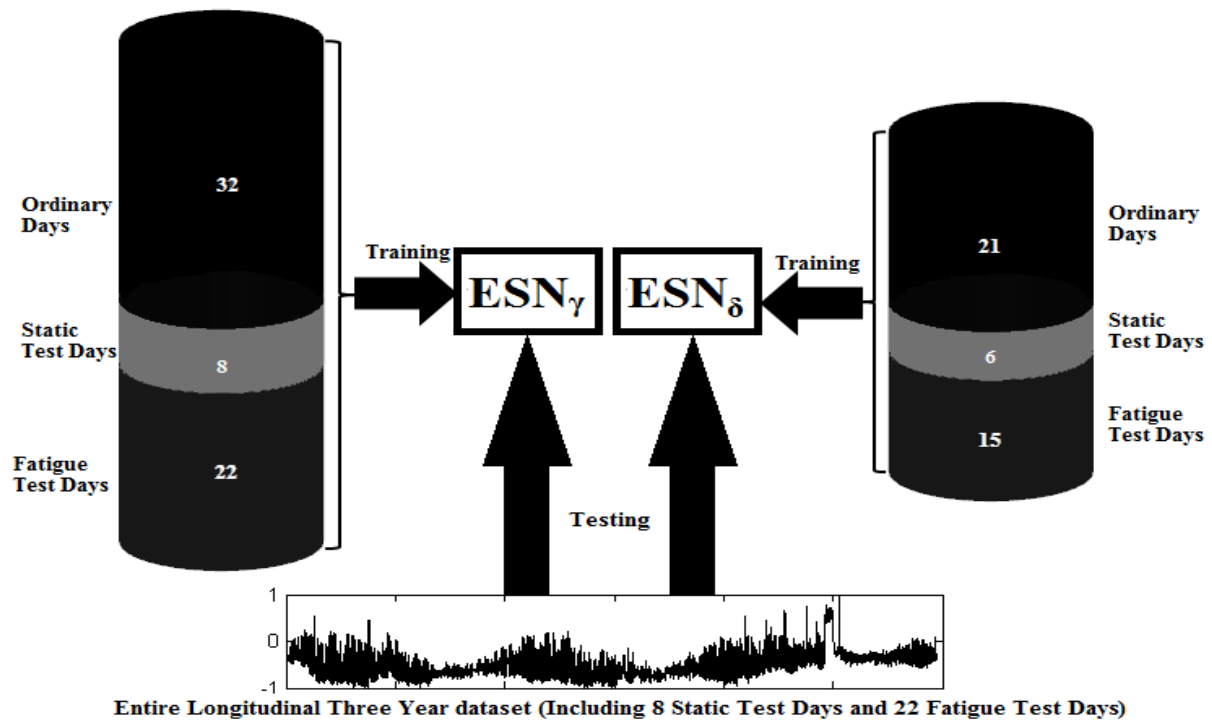 32
Ordinary
Days
Static
Test Days
8
Fatigue
Test Days
22
Training
ESNγ
ESNδ
Training
21
Ordinary
Days
6
Static
Test Days
15
Fatigue
Test Days
Testing
1
0
-1
Entire Longitudinal Three Year dataset (Including 8 Static Test Days and 22 Fatigue Test Days)